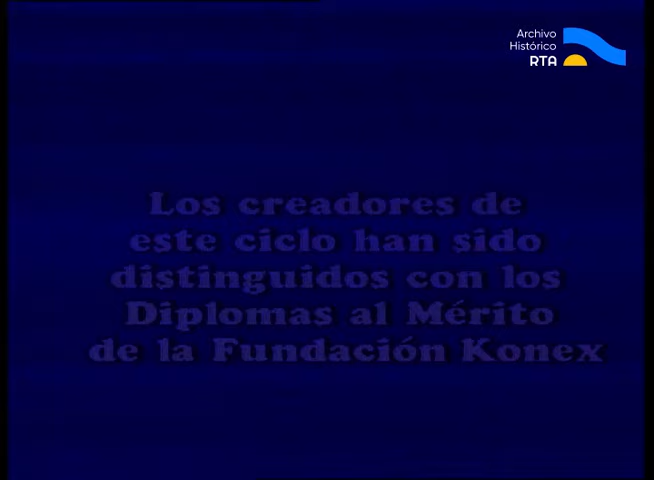 Archivo
Histórico
RTA
Los creadores de
este ciclo han sido
distinguidos con los
Diplomas al Mérito
de la Fundación Konex